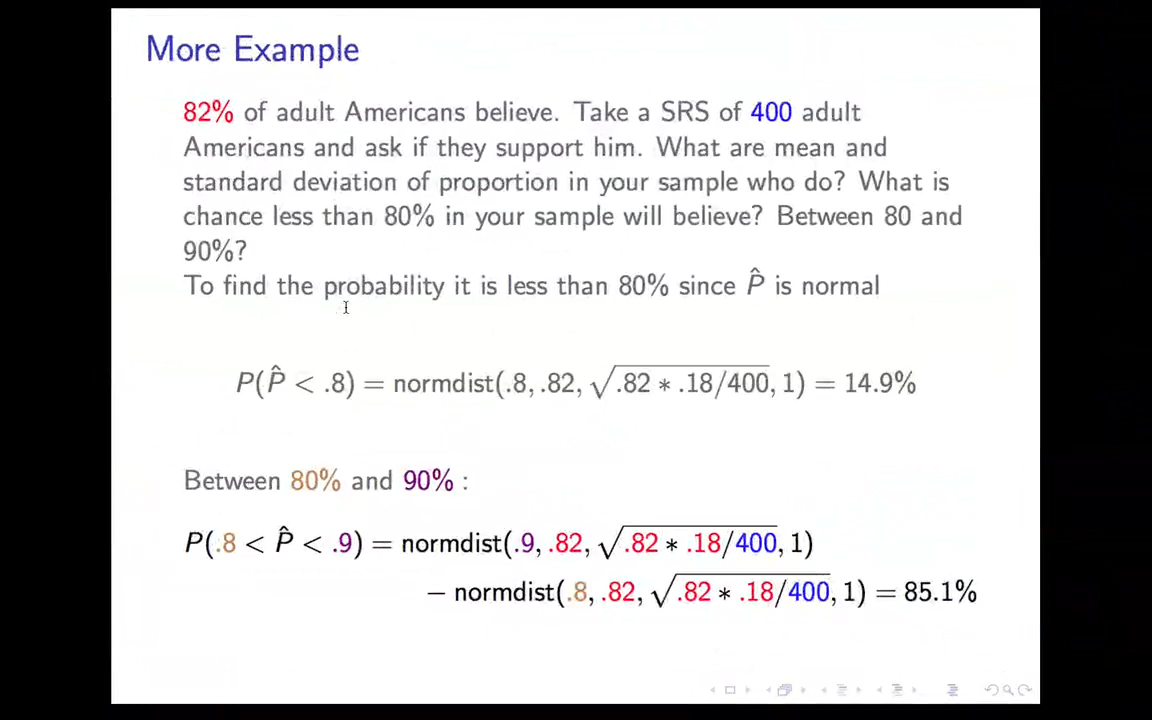 More Example
82% of adult Americans believe. Take a SRS of 400 adult
Americans and ask if they support him. What are mean and
standard deviation of proportion in your sample who do? What is
chance less than 80% in your sample will believe? Between 80 and
90%?
To find the probability it is less than 80% since P̂ is normal
P(P̂ < .8) = normdist(.8, .82, √.82 ∗ .18/400, 1) = 14.9%
Between 80% and 90% :
P(.8 < P̂ < .9) = normdist(.9, .82, √.82 ∗ .18/400, 1)
− normdist(.8, .82, √.82 ∗ .18/400, 1) = 85.1%